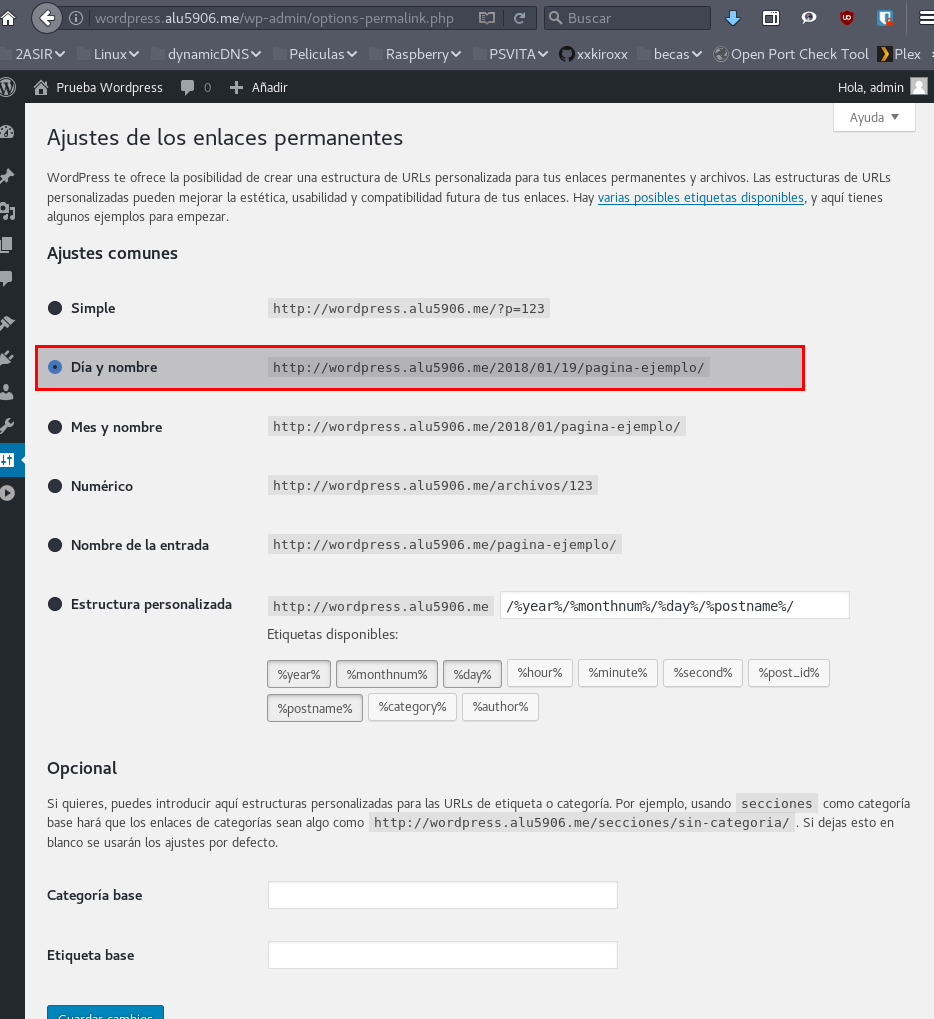 wordpress.alu5906.me/wp-admin/options-permalink.php Buscar
2ASIR Linux dynamicDNS Peliculas Raspberry PSVITA xxkiroxx becas Open Port Check Tool Plex
Prueba Wordpress 0 Añadir Hola, admin
Ayuda
Ajustes de los enlaces permanentes
WordPress te ofrece la posibilidad de crear una estructura de URLs personalizada para tus enlaces permanentes y archivos. Las estructuras de URLs
personalizadas pueden mejorar la estética, usabilidad y compatibilidad futura de tus enlaces. Hay varias posibles etiquetas disponibles, y aquí tienes
algunos ejemplos para empezar.
Ajustes comunes
Simple http://wordpress.alu5906.me/?p=123
Día y nombre http://wordpress.alu5906.me/2018/01/19/pagina-ejemplo/
Mes y nombre http://wordpress.alu5906.me/2018/01/pagina-ejemplo/
Numérico http://wordpress.alu5906.me/archivos/123
Nombre de la entrada http://wordpress.alu5906.me/pagina-ejemplo/
Estructura personalizada http://wordpress.alu5906.me /%year%/%monthnum%/%day%/%postname%/
Etiquetas disponibles:
%year% %monthnum% %day% %hour% %minute% %second% %post_id%
%postname% %category% %author%
Opcional
Si quieres, puedes introducir aquí estructuras personalizadas para las URLs de etiqueta o categoría. Por ejemplo, usando secciones como categoría
base hará que los enlaces de categorías sean algo como http://wordpress.alu5906.me/secciones/sin-categoria/ . Si dejas esto en
blanco se usarán los ajustes por defecto.
Categoría base
Etiqueta base
Guardar cambios